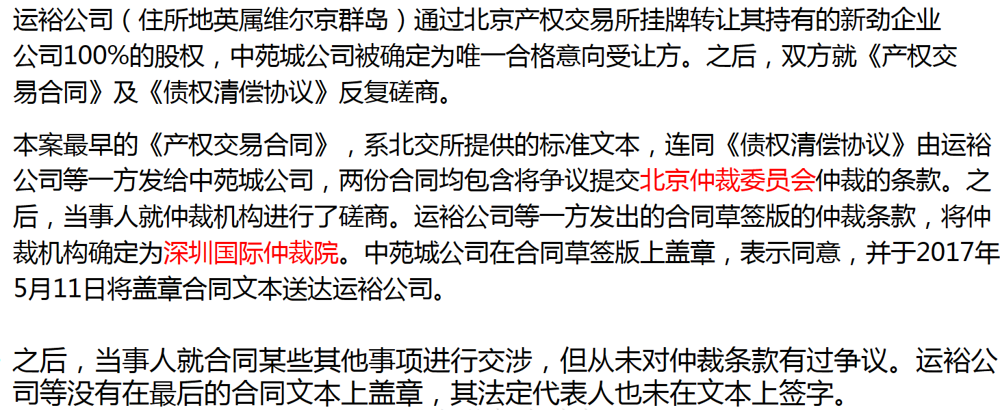 运裕公司（住所地英属维尔京群岛）通过北京产权交易所挂牌转让其持有的新劲企业
公司100%的股权，中苑城公司被确定为唯一合格意向受让方。之后，双方就《产权交
易合同》及《债权清偿协议》反复磋商。
本案最早的《产权交易合同》，系北交所提供的标准文本，连同《债权清偿协议》由运裕
公司等一方发给中苑城公司，两份合同均包含将争议提交北京仲裁委员会仲裁的条款。之
后，当事人就仲裁机构进行了磋商。运裕公司等一方发出的合同草签版的仲裁条款，将仲
裁机构确定为深圳国际仲裁院。中苑城公司在合同草签版上盖章，表示同意，并于2017年
5月11日将盖章合同文本送达运裕公司。
之后，当事人就合同某些其他事项进行交涉，但从未对仲裁条款有过争议。运裕公
司等没有在最后的合同文本上盖章，其法定代表人也未在文本上签字。